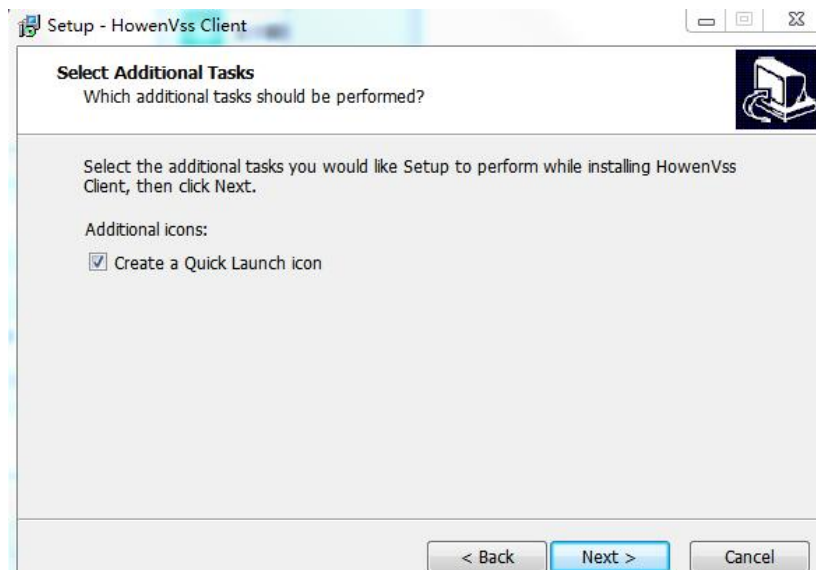 Setup - HowenVss Client
Select Additional Tasks
Which additional tasks should be performed?
Select the additional tasks you would like Setup to perform while installing HowenVss
Client, then click Next.
Additional icons:
Create a Quick Launch icon
< Back
Next >
Cancel